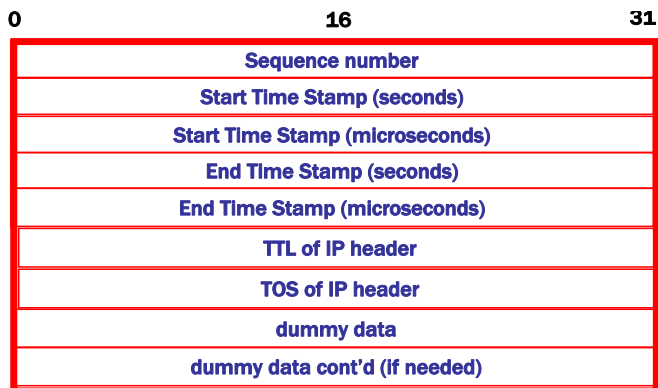 0 16 31
Sequence number
Start Time Stamp (seconds)
Start Time Stamp (microseconds)
End Time Stamp (seconds)
End Time Stamp (microseconds)
TTL of IP header
TOS of IP header
dummy data
dummy data cont’d (if needed)